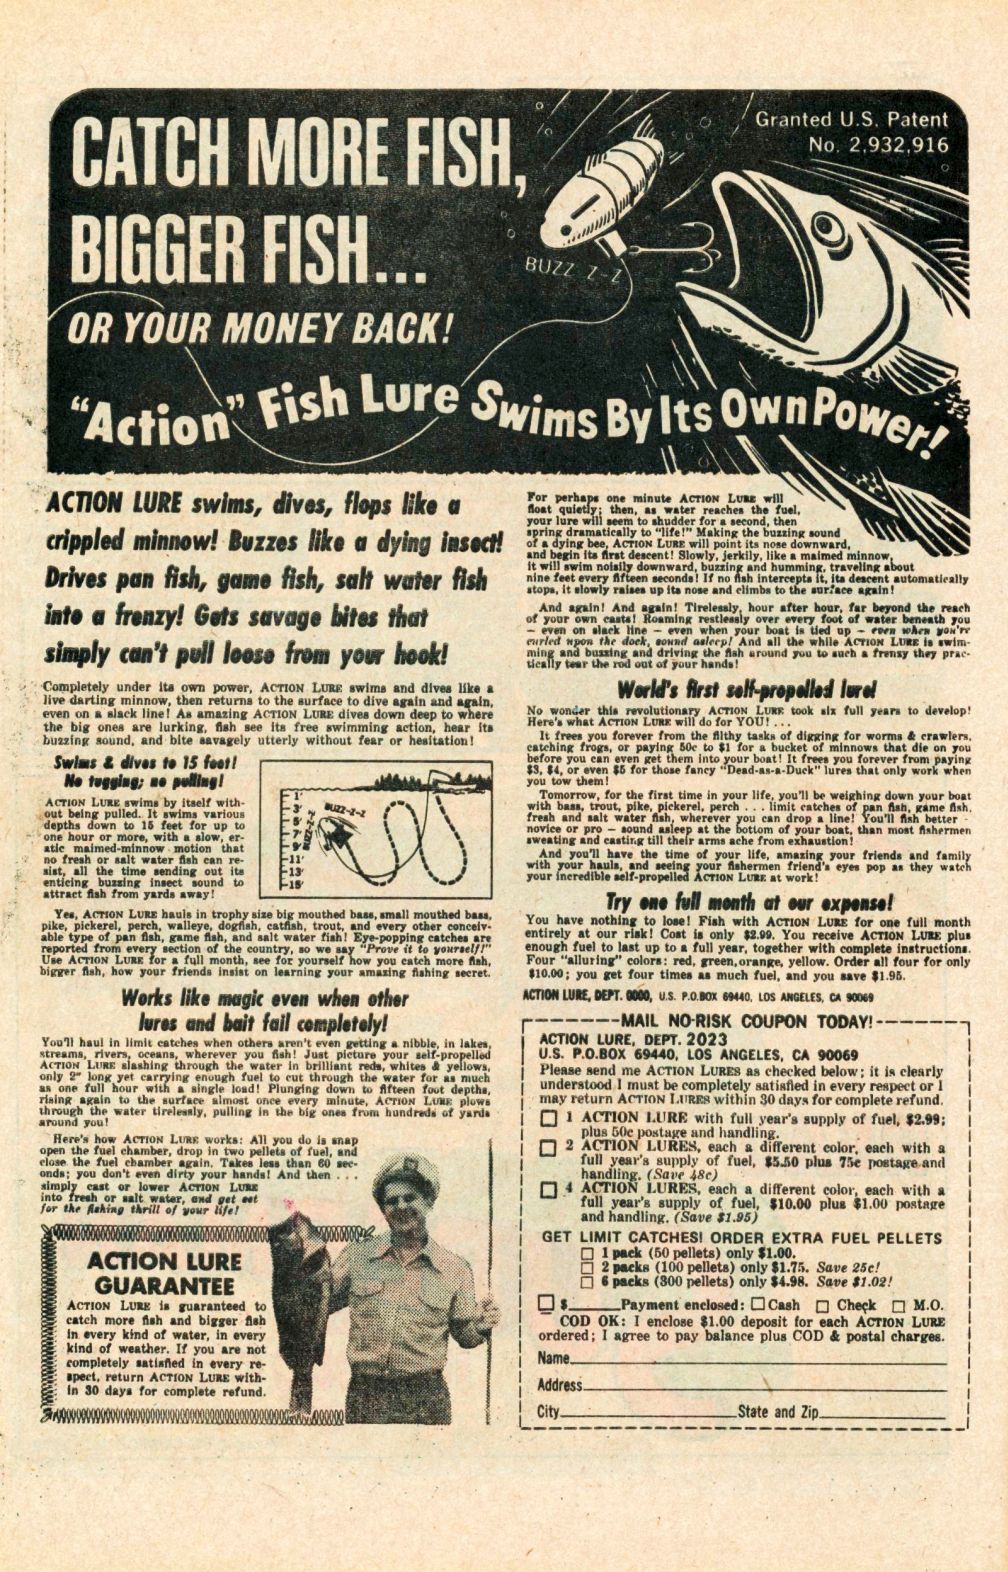 CATCH MORE FISH,
BIGGER FISH...
OR YOUR MONEY BACK!
Granted U.S. Patent
No. 2,932,916
BUZZ Z-Z
"Action" Fish Lure Swims By Its Own Power!
ACTION LURE swims, dives, flops like a
crippled minnow! Buzzes like a dying insect!
Drives pan fish, game fish, salt water fish
into a frenzy! Gets savage bites that
simply can't pull loose from your hook!
Completely under its own power, ACTION LURE swims and dives like a
live darting minnow, then returns to the surface to dive again and again,
even on a slack line! As amazing ACTION LURE dives down deep to where
the big ones are lurking, fish see its free swimming action, hear its
buzzing sound, and bite savagely utterly without fear or hesitation!
Swims & dives to 15 feet!
No tugging; no pulling!
ACTION LURE swims by itself with-
out being pulled. It swims various
depths down to 15 feet for up to
one hour or more, with a slow, er-
atic maimed-minnow motion that
no fresh or salt water fish can re-
sist, all the time sending out its
enticing buzzing insect sound to
attract fish from yards away!
1'
3'
5'
7'
9'
11'
13'
15'
BUZZ-Z-Z
BUZZ-Z-Z
Yes, ACTION LURE hauls in trophy size big mouthed bass, small mouthed bass,
pike, pickerel, perch, walleye, dogfish, catfish, trout, and every other conceiv-
able type of pan fish, game fish, and salt water fish! Eye-popping catches are
reported from every section of the country, so we say "Prove it to yourself!"
Use ACTION LURE for a full month, see for yourself how you catch more fish,
bigger fish, how your friends insist on learning your amazing fishing secret.
Works like magic even when other
lures and bait fail completely!
You'll haul in limit catches when others aren't even getting a nibble, in lakes,
streams, rivers, oceans, wherever you fish! Just picture your self-propelled
ACTION LURE slashing through the water in brilliant reds, whites & yellows,
only 2" long yet carrying enough fuel to cut through the water for as much
as one full hour with a single load! Plunging down to fifteen foot depths,
rising again to the surface almost once every minute, ACTION LURE plows
through the water tirelessly, pulling in the big ones from hundreds of yards
around you!
Here's how ACTION LURE works: All you do is snap
open the fuel chamber, drop in two pellets of fuel, and
close the fuel chamber again. Takes less than 60 sec-
onds; you don't even dirty your hands! And then . . .
simply cast or lower ACTION LURE
into fresh or salt water, and get set
for the fishing thrill of your life!
ACTION LURE
GUARANTEE
ACTION LURE is guaranteed to
catch more fish and bigger fish
in every kind of water, in every
kind of weather. If you are not
completely satisfied in every re-
spect, return ACTION LURE with-
in 30 days for complete refund.
For perhaps one minute ACTION LURE will
float quietly; then, as water reaches the fuel,
your lure will seem to shudder for a second, then
spring dramatically to "life!" Making the buzzing sound
of a dying bee, ACTION LURE will point its nose downward,
and begin its first descent! Slowly, jerkily, like a maimed minnow,
it will swim noisily downward, buzzing and humming, traveling about
nine feet every fifteen seconds! If no fish intercepts it, its descent automatically
stops, it slowly raises up its nose and climbs to the surface again!
And again! And again! Tirelessly, hour after hour, far beyond the reach
of your own casts! Roaming restlessly over every foot of water beneath you
— even on slack line — even when your boat is tied up — even when you're
curled upon the dock, sound asleep! And all the while ACTION LURE is swim-
ming and buzzing and driving the fish around you to such a frenzy they prac-
tically tear the rod out of your hands!
World's first self-propelled lure!
No wonder this revolutionary ACTION LURE took six full years to develop!
Here's what ACTION LURE will do for YOU! . . .
It frees you forever from the filthy tasks of digging for worms & crawlers,
catching frogs, or paying 50c to $1 for a bucket of minnows that die on you
before you can even get them into your boat! It frees you forever from paying
$3, $4, or even $5 for those fancy "Dead-as-a-Duck" lures that only work when
you tow them!
Tomorrow, for the first time in your life, you'll be weighing down your boat
with bass, trout, pike, pickerel, perch . . . limit catches of pan fish, game fish,
fresh and salt water fish, wherever you can drop a line! You'll fish better -
novice or pro — sound asleep at the bottom of your boat, than most fishermen
sweating and casting till their arms ache from exhaustion!
And you'll have the time of your life, amazing your friends and family
with your hauls, and seeing your fishermen friend's eyes pop as they watch
your incredible self-propelled ACTION LURE at work!
Try one full month at our expense!
You have nothing to lose! Fish with ACTION LURE for one full month
entirely at our risk! Cost is only $2.99. You receive ACTION LURE plus
enough fuel to last up to a full year, together with complete instructions.
Four "alluring" colors: red, green, orange, yellow. Order all four for only
$10.00; you get four times as much fuel, and you save $1.95.
ACTION LURE, DEPT. 0000, U.S. P.O.BOX 69440, LOS ANGELES, CA 90069
MAIL NO-RISK COUPON TODAY!
ACTION LURE, DEPT. 2023
U.S. P.O.BOX 69440, LOS ANGELES, CA 90069
Please send me ACTION LURES as checked below; it is clearly
understood I must be completely satisfied in every respect or I
may return ACTION LURES within 30 days for complete refund.
1 ACTION LURE with full year's supply of fuel, $2.99;
plus 50c postage and handling.
2 ACTION LURES, each a different color, each with a
full year's supply of fuel, $5.50 plus 75c postage and
handling. (Save 48c)
4 ACTION LURES, each a different color, each with a
full year's supply of fuel, $10.00 plus $1.00 postage
and handling. (Save $1.95)
GET LIMIT CATCHES! ORDER EXTRA FUEL PELLETS
1 pack (50 pellets) only $1.00.
2 packs (100 pellets) only $1.75. Save 25c!
6 packs (300 pellets) only $4.98. Save $1.02!
$______Payment enclosed: Cash Check M.O.
COD OK: I enclose $1.00 deposit for each ACTION LURE
ordered; I agree to pay balance plus COD & postal charges.
Name
Address
City State and Zip